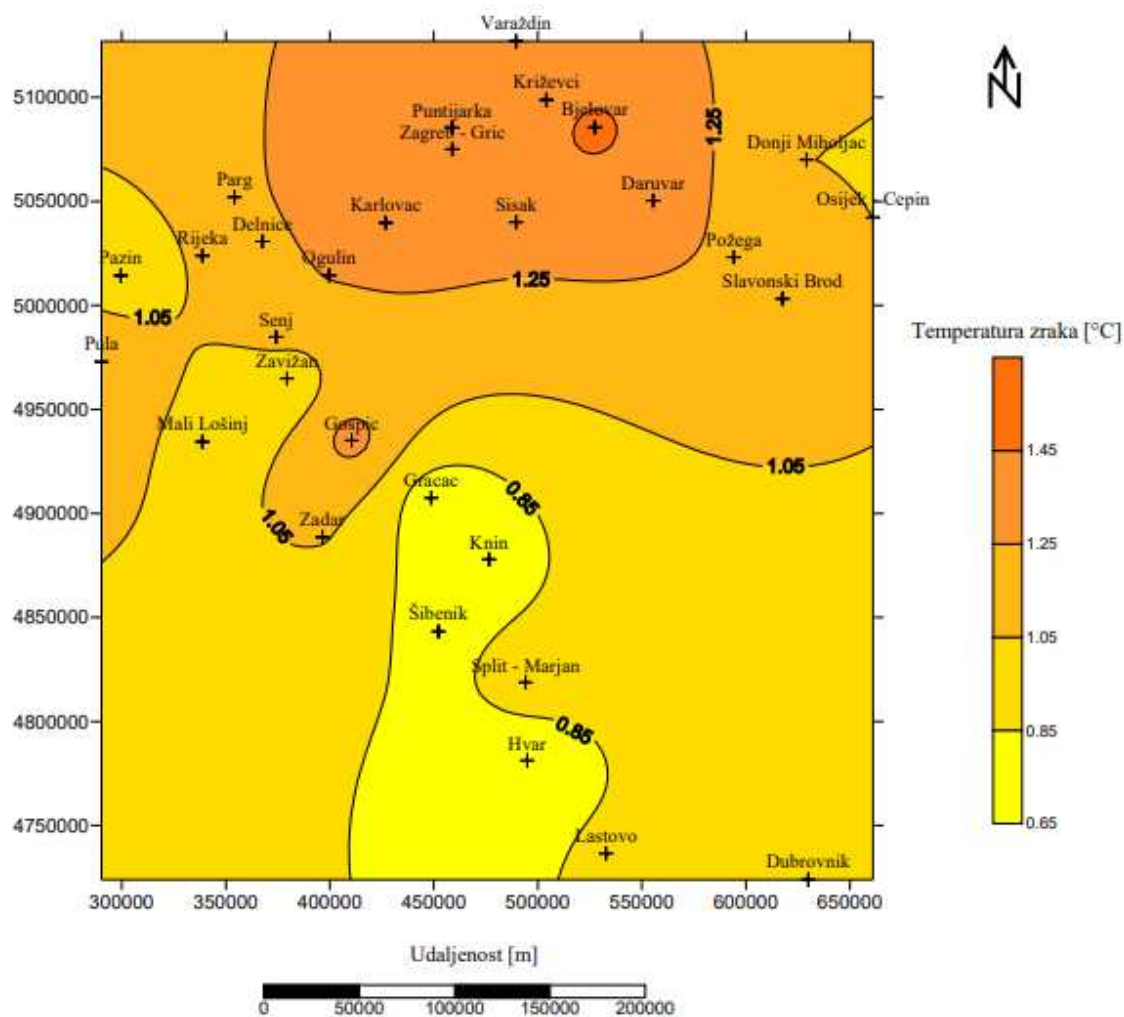 Varaždin
N
5100000
Križevci
Puntijarka
Bjelovar
Zagreb - Gric
1.25
Donji Miholjac
5050000
Parg
Daruvar
Karlovac
Sisak
Osijek - Cepin
Delnice
Rijeka
Požega
Pazin
Ogulin
1.25
Slavonski Brod
5000000
1.05
Senj
Pula
Zavižan
Temperatura zraka [°C]
4950000
Mali Lošinj
Gospic
1.45
1.05
Gracac
0.85
4900000
Zadar
1.05
Knin
1.25
4850000
Šibenik
1.05
Split - Marjan
4800000
0.85
0.85
Hvar
4750000
0.65
Lastovo
Dubrovnik
300000 350000 400000 450000 500000 550000 600000 650000
Udaljenost [m]
0 50000 100000 150000 200000